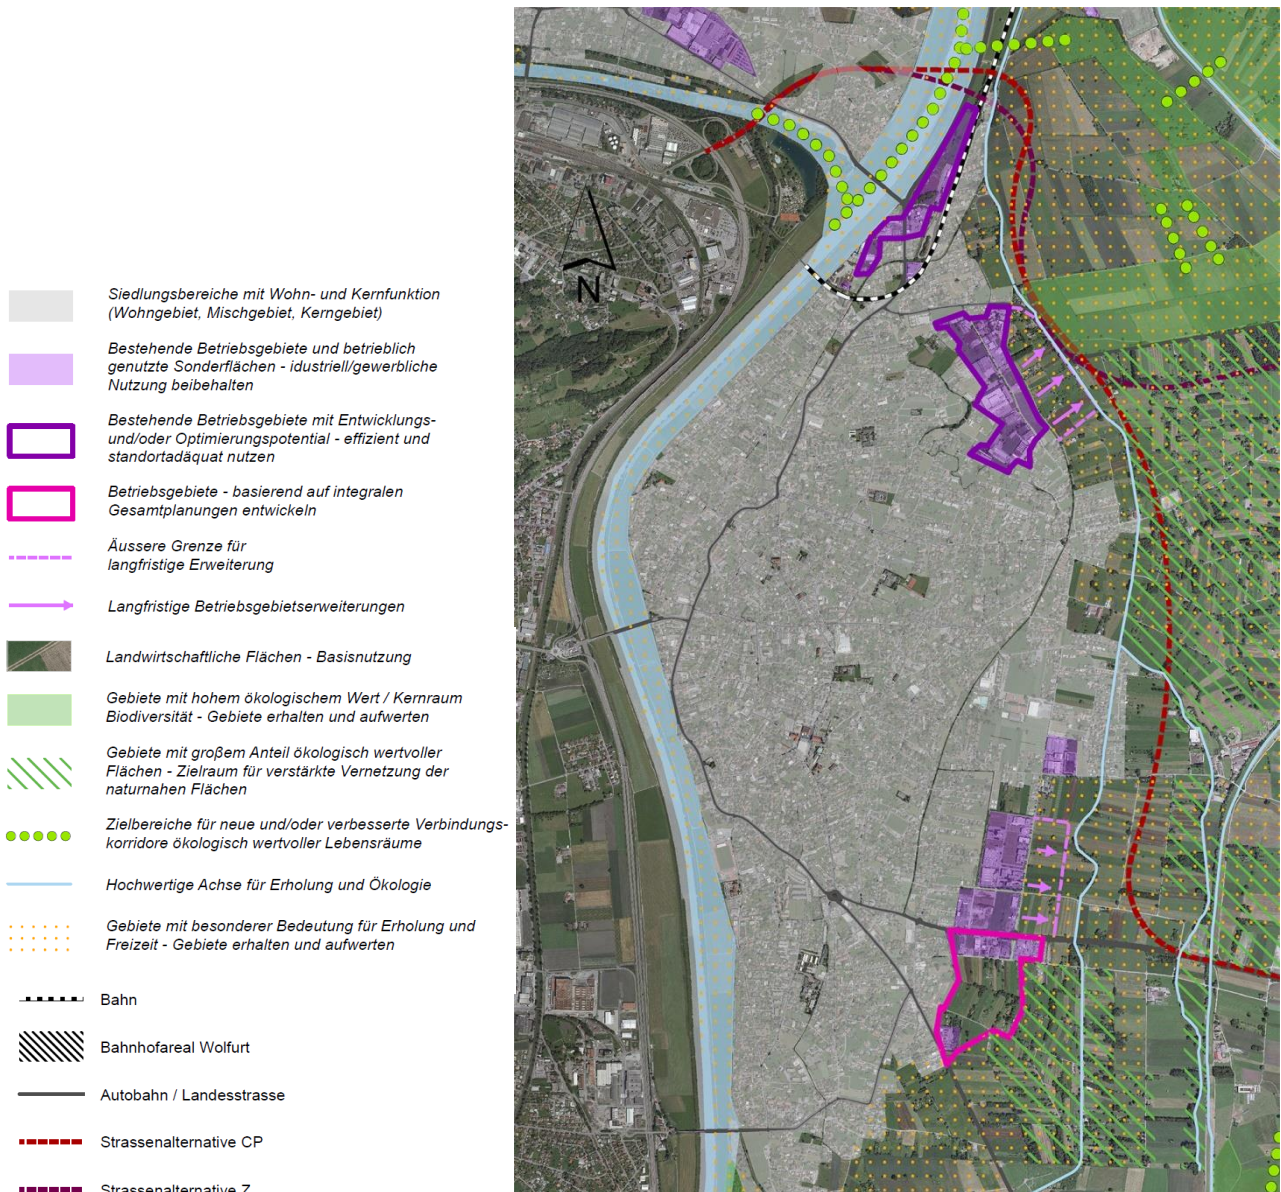 N
Siedlungsbereiche mit Wohn- und Kernfunktion
(Wohngebiet, Mischgebiet, Kerngebiet)
Bestehende Betriebsgebiete und betrieblich
genutzte Sonderflächen - idustriell/gewerbliche
Nutzung beibehalten
Bestehende Betriebsgebiete mit Entwicklungs-
und/oder Optimierungspotential - effizient und
standortadäquat nutzen
Betriebsgebiete - basierend auf integralen
Gesamtplanungen entwickeln
Äussere Grenze für
langfristige Erweiterung
Langfristige Betriebsgebietserweiterungen
Landwirtschaftliche Flächen - Basisnutzung
Gebiete mit hohem ökologischem Wert / Kernraum
Biodiversität - Gebiete erhalten und aufwerten
Gebiete mit großem Anteil ökologisch wertvoller
Flächen - Zielraum für verstärkte Vernetzung der
naturnahen Flächen
Zielbereiche für neue und/oder verbesserte Verbindungs-
korridore ökologisch wertvoller Lebensräume
Hochwertige Achse für Erholung und Ökologie
Gebiete mit besonderer Bedeutung für Erholung und
Freizeit - Gebiete erhalten und aufwerten
Bahn
Bahnhofareal Wolfurt
Autobahn / Landesstrasse
Strassenalternative CP
Strassenalternative Z